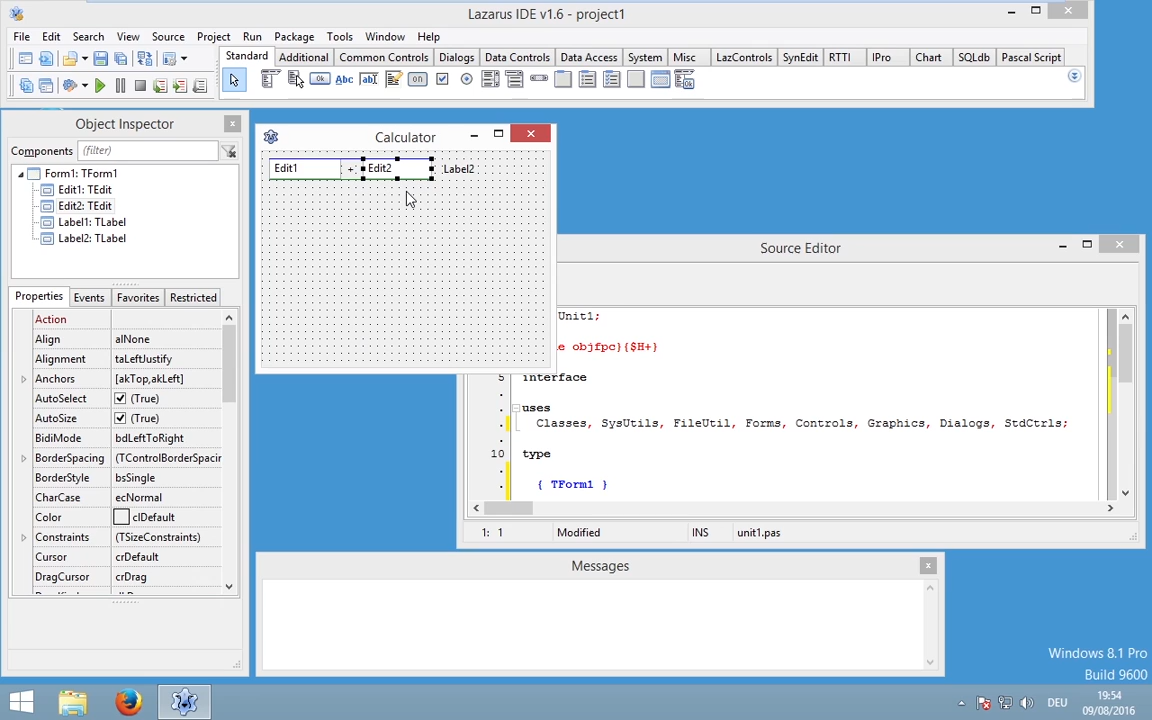 Lazarus IDE v1.6 - project1
File Edit Search View Source Project Run Package Tools Window Help
Standard Additional Common Controls Dialogs Data Controls Data Access System Misc LazControls SynEdit RTTI IPro Chart SQLdb Pascal Script
Ok Abc abI on Ok
Object Inspector
Components (filter)
Form1: TForm1
Edit1: TEdit
Edit2: TEdit
Label1: TLabel
Label2: TLabel
Properties Events Favorites Restricted
Action
Align alNone
Alignment taLeftJustify
Anchors [akTop,akLeft]
AutoSelect (True)
AutoSize (True)
BidiMode bdLeftToRight
BorderSpacing (TControlBorderSpacin
BorderStyle bsSingle
CharCase ecNormal
Color clDefault
Constraints (TSizeConstraints)
Cursor crDefault
DragCursor crDrag
Calculator
Edit1 + Edit2 Label2
Source Editor
Unit1;
e objfpc}{$H+}
5 interface
uses
Classes, SysUtils, FileUtil, Forms, Controls, Graphics, Dialogs, StdCtrls;
10 type
{ TForm1 }
1: 1 Modified INS unit1.pas
Messages
Windows 8.1 Pro
Build 9600
DEU
19:54
09/08/2016